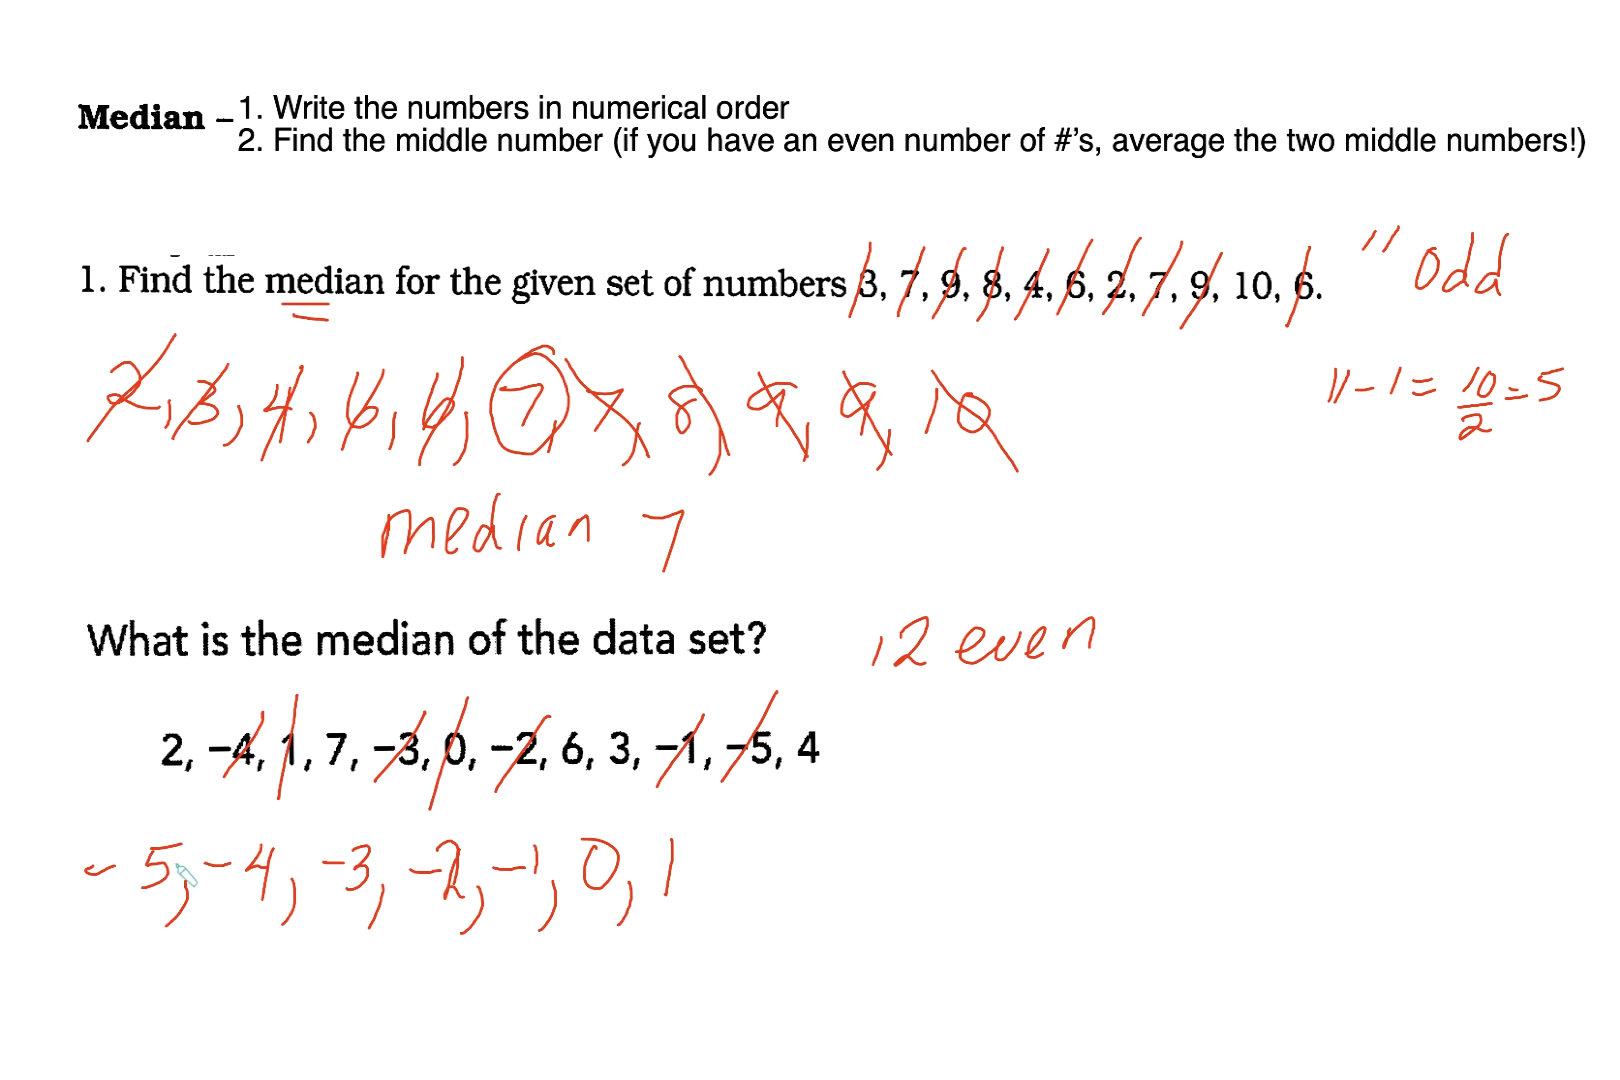 Median – 1. Write the numbers in numerical order
2. Find the middle number (if you have an even number of #'s, average the two middle numbers!)
1. Find the median for the given set of numbers 3, 7, 9, 8, 4, 6, 2, 7, 9, 10, 6.
11 odd
2, 3, 4, 6, 6, 7, 7, 8, 9, 9, 10
11 - 1 = 10/2 = 5
median 7
What is the median of the data set?
12 even
2, −4, 1, 7, −3, 0, −2, 6, 3, −1, −5, 4
-5, -4, -3, -2, -1, 0, 1